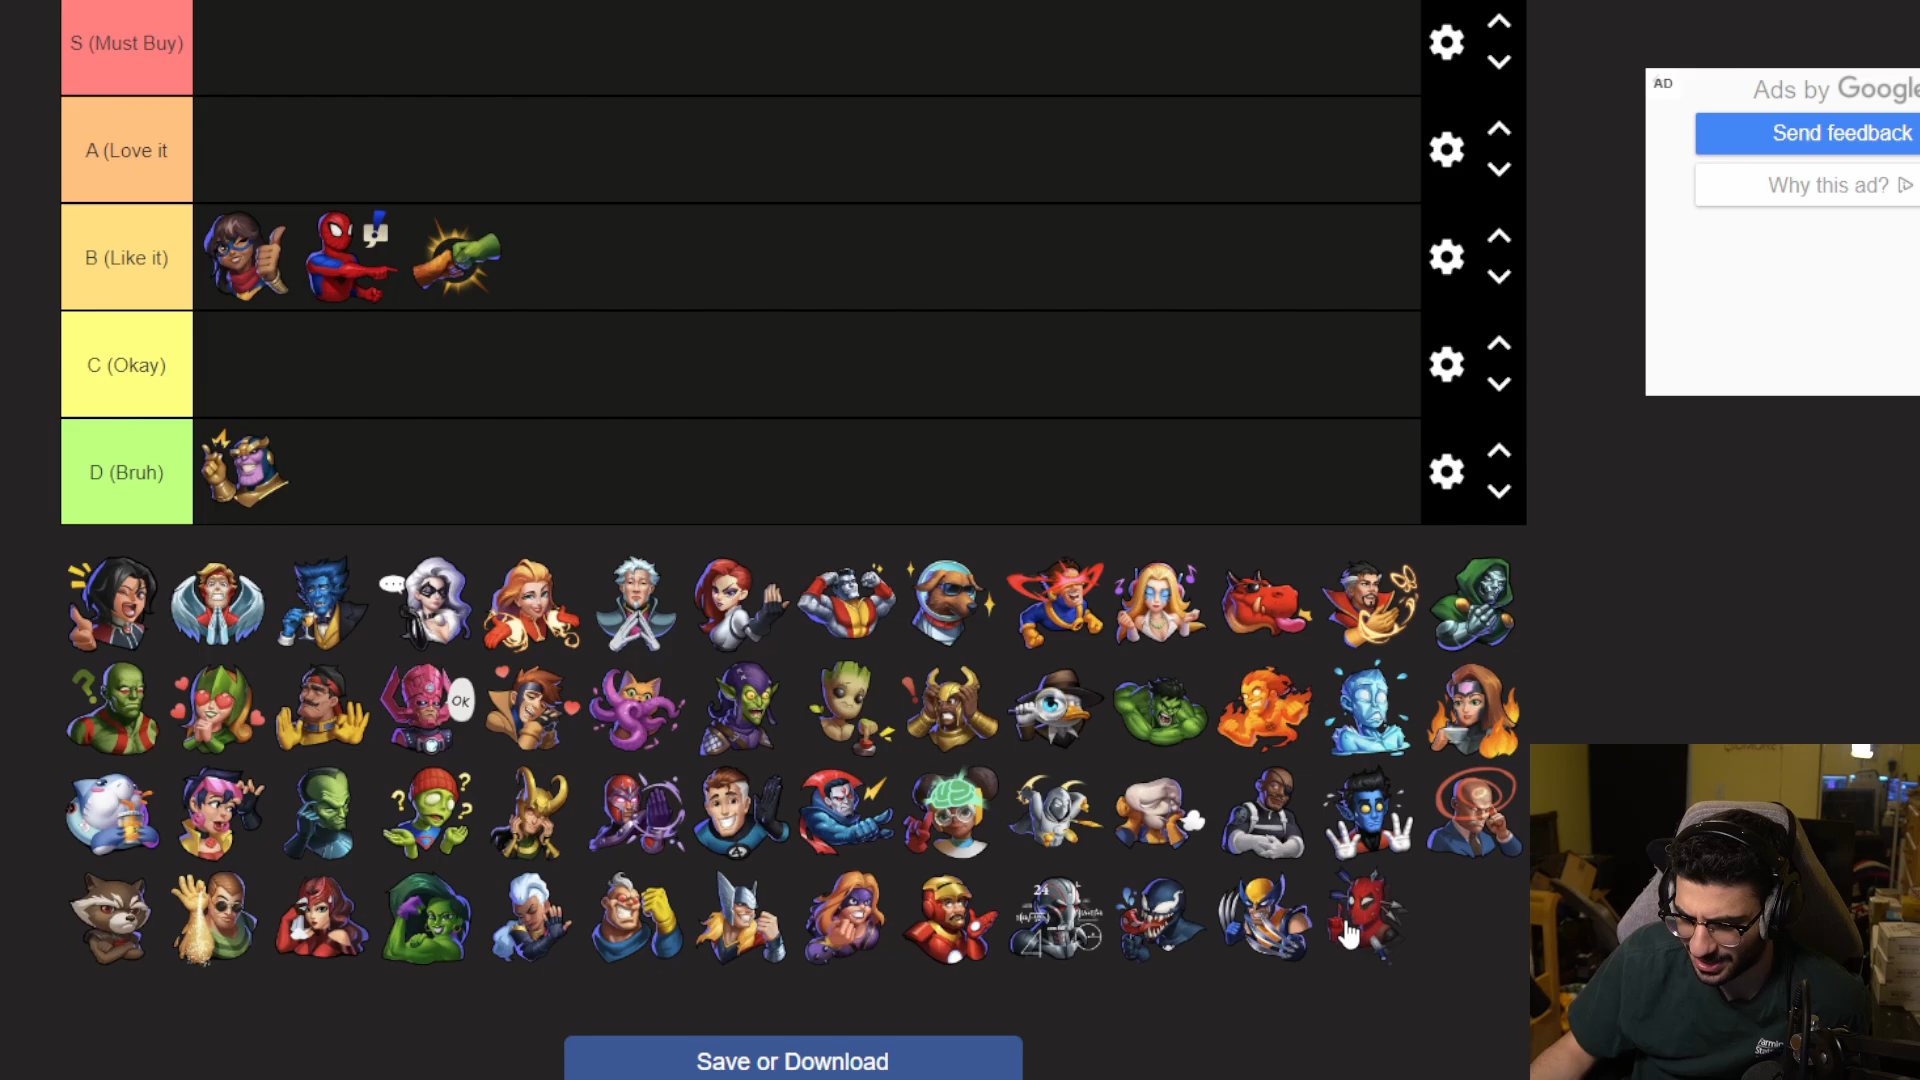 S (Must Buy)
A (Love it
B (Like it)
C (Okay)
D (Bruh)
AD
Ads by Google
Send feedback
Why this ad?
OK
24
Save or Download